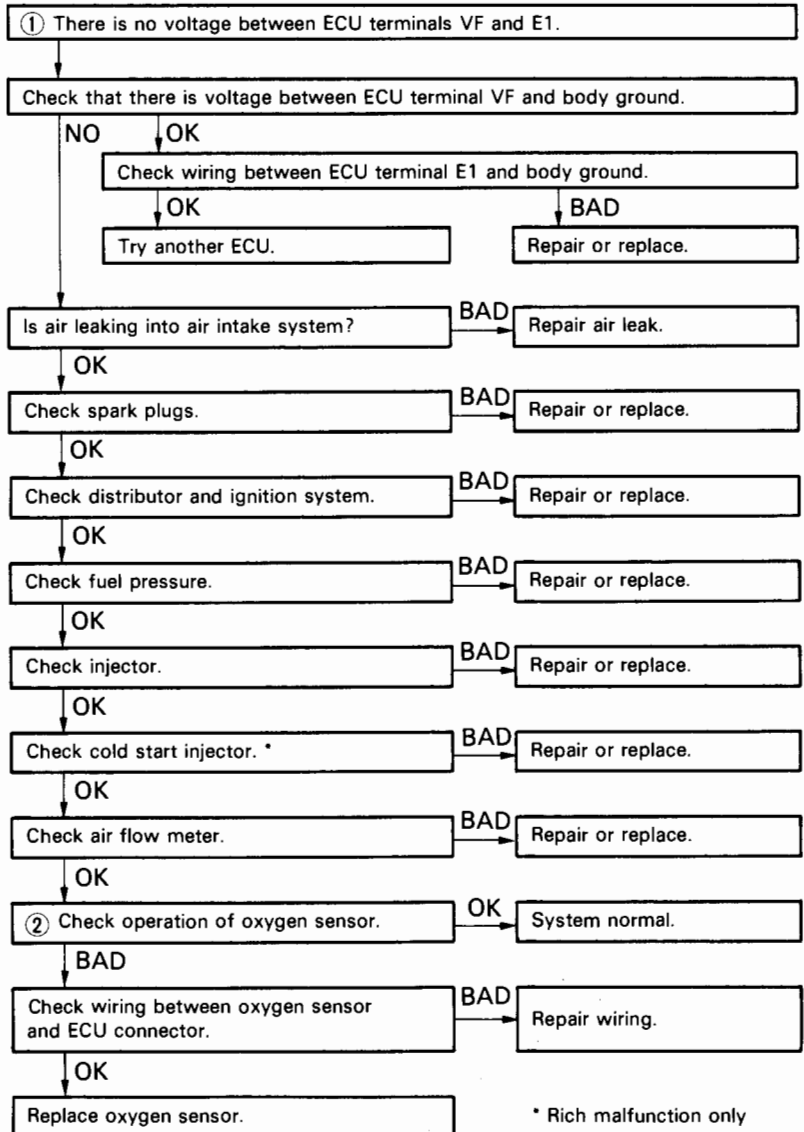 ① There is no voltage between ECU terminals VF and E1.
Check that there is voltage between ECU terminal VF and body ground.
NO
OK
Check wiring between ECU terminal E1 and body ground.
OK
BAD
Try another ECU.
Repair or replace.
Is air leaking into air intake system?
BAD
Repair air leak.
OK
Check spark plugs.
BAD
Repair or replace.
OK
Check distributor and ignition system.
BAD
Repair or replace.
OK
Check fuel pressure.
BAD
Repair or replace.
OK
Check injector.
BAD
Repair or replace.
OK
Check cold start injector. *
BAD
Repair or replace.
OK
Check air flow meter.
BAD
Repair or replace.
OK
② Check operation of oxygen sensor.
OK
System normal.
BAD
Check wiring between oxygen sensor
and ECU connector.
BAD
Repair wiring.
OK
Replace oxygen sensor.
* Rich malfunction only